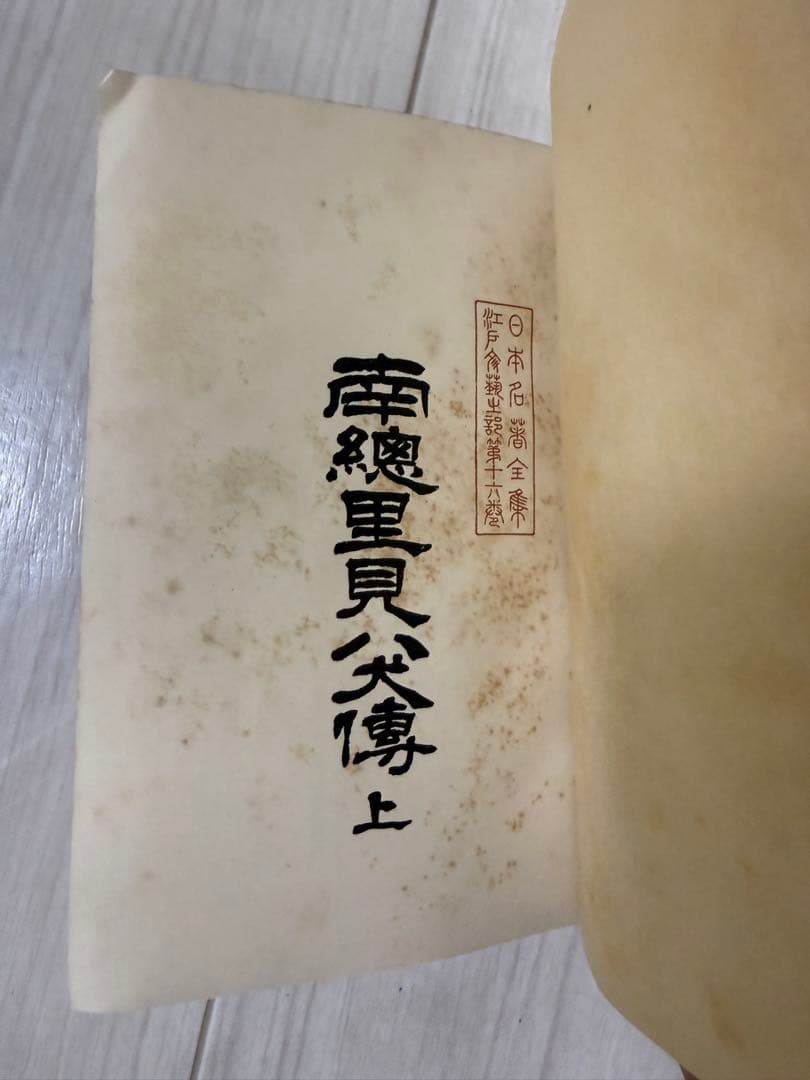 日本名著全集
江戶文藝之部第十六卷
南總里見八犬傳 上